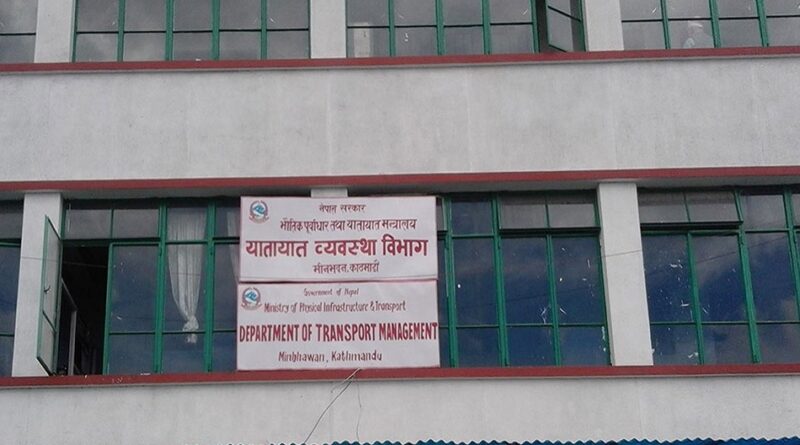 नेपाल सरकार
भौतिक पूर्वाधार तथा यातायात मन्त्रालय
यातायात व्यवस्था विभाग
मीनभवन, काठमाडौं
Government of Nepal
Ministry of Physical Infrastructure & Transport
DEPARTMENT OF TRANSPORT MANAGEMENT
Minbhawan, Kathmandu